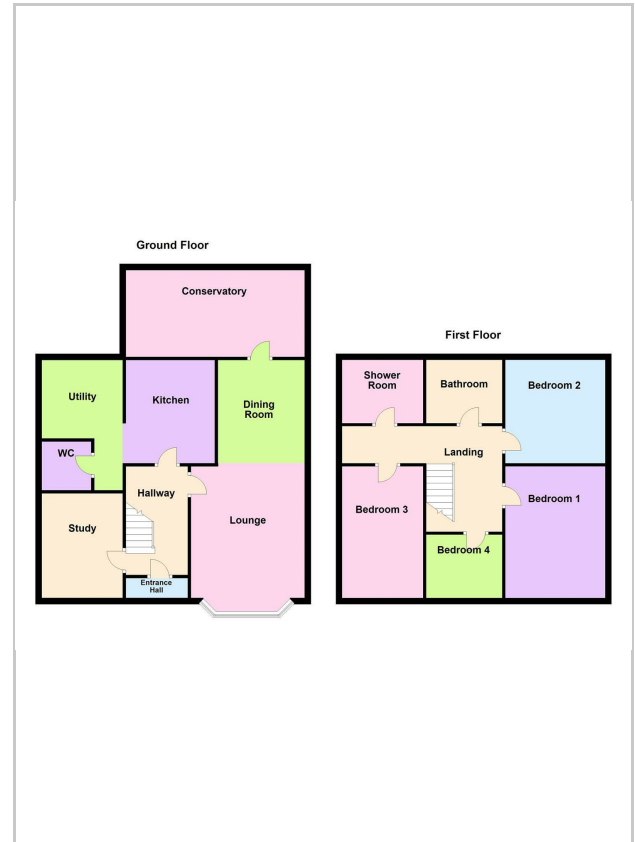 Ground Floor
Conservatory
Utility
Kitchen
Dining
Room
WC
Hallway
Lounge
Study
Entrance
Hall
First Floor
Shower
Room
Bathroom
Bedroom 2
Landing
Bedroom 3
Bedroom 1
Bedroom 4